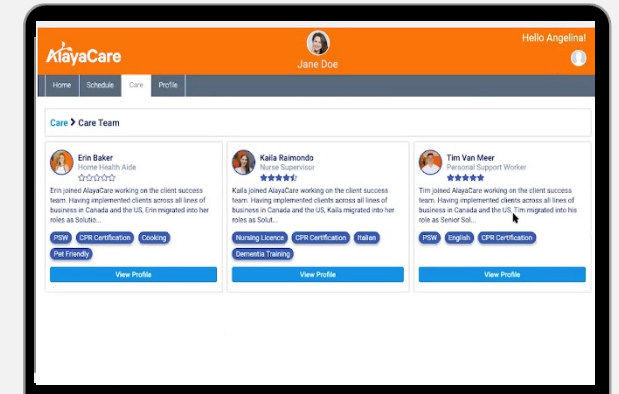 AlayaCare
Jane Doe
Hello Angelina!
Home Schedule Care Profile
Care > Care Team
Erin Baker
Home Health Aide
Erin joined AlayaCare working on the client success
team. Having implemented clients across all lines of
business in Canada and the US, Erin migrated into her
roles as Solutio...
PSW CPR Certification Cooking
Pet Friendly
View Profile
Kaila Raimondo
Nurse Supervisor
Kaila joined AlayaCare working on the client success
team. Having implemented clients across all lines of
business in Canada and the US, Kaila migrated into her
roles as Solut...
Nursing Licence CPR Certification Italian
Dementia Training
View Profile
Tim Van Meer
Personal Support Worker
Tim joined AlayaCare working on the client success
team. Having implemented clients across all lines of
business in Canada and the US, Tim migrated into his
role as Senior Sol...
PSW English CPR Certification
View Profile